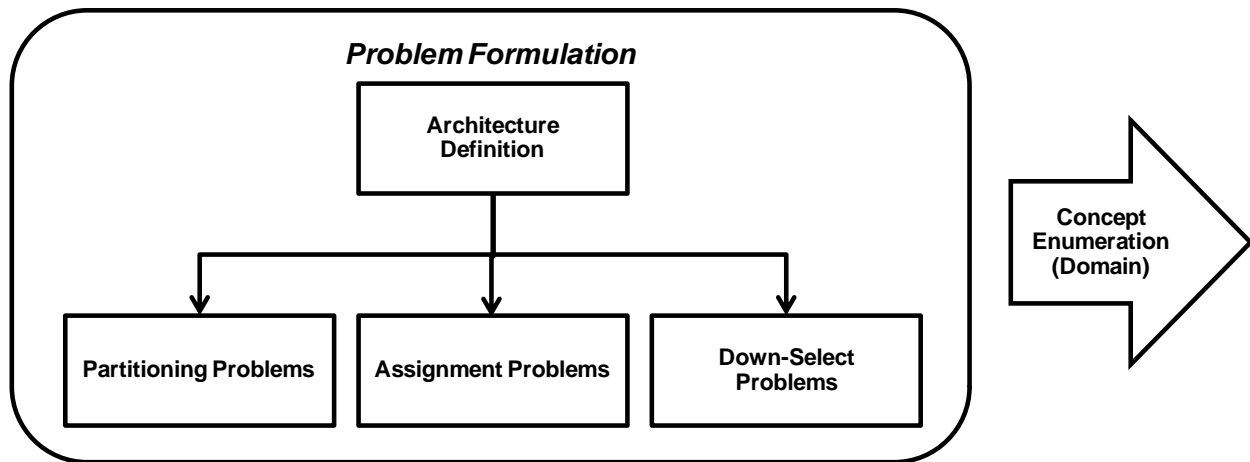 Problem Formulation
Architecture
Definition
Partitioning Problems
Assignment Problems
Down-Select
Problems
Concept
Enumeration
(Domain)